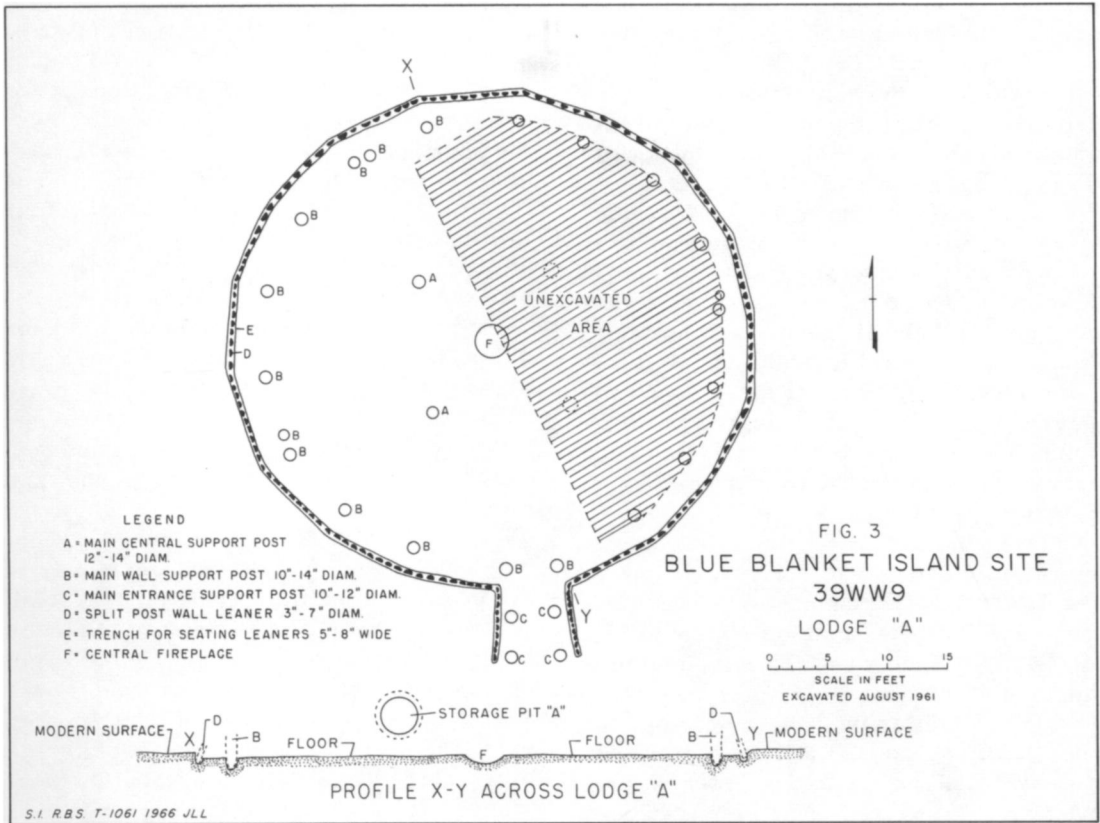 X
B
B
B
B
A
B
UNEXCAVATED
AREA
E
F
D
B
A
B
B
B
B
B
B
LEGEND
A = MAIN CENTRAL SUPPORT POST
12"-14" DIAM.
B = MAIN WALL SUPPORT POST 10"-14" DIAM.
C = MAIN ENTRANCE SUPPORT POST 10"-12" DIAM.
D = SPLIT POST WALL LEANER 3"-7" DIAM.
E = TRENCH FOR SEATING LEANERS 5"-8" WIDE
F = CENTRAL FIREPLACE
C
C
Y
C
C
FIG. 3
BLUE BLANKET ISLAND SITE
39WW9
LODGE "A"
0 5 10 15
SCALE IN FEET
EXCAVATED AUGUST 1961
STORAGE PIT "A"
MODERN SURFACE X D B FLOOR F FLOOR B D Y MODERN SURFACE
PROFILE X-Y ACROSS LODGE "A"
S.I. R.B.S. T-1061 1966 JLL